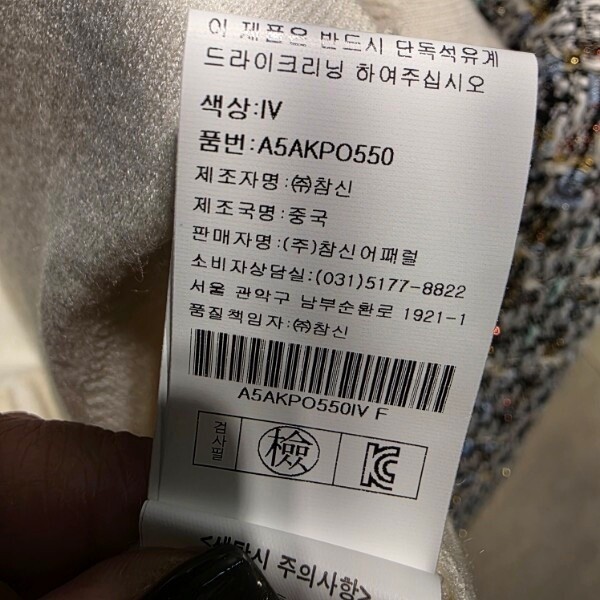 이 제품은 반드시 단독석유계
드라이크리닝 하여주십시오
색상:IV
품번:A5AKPO550
제조자명:㈜참신
제조국명:중국
판매자명:(주)참신어패럴
소비자상담실:(031)5177-8822
서울 관악구 남부순환로 1921-1
품질책임자:㈜참신
A5AKPO550IV F
검사필
檢
KC
<세탁시 주의사항>